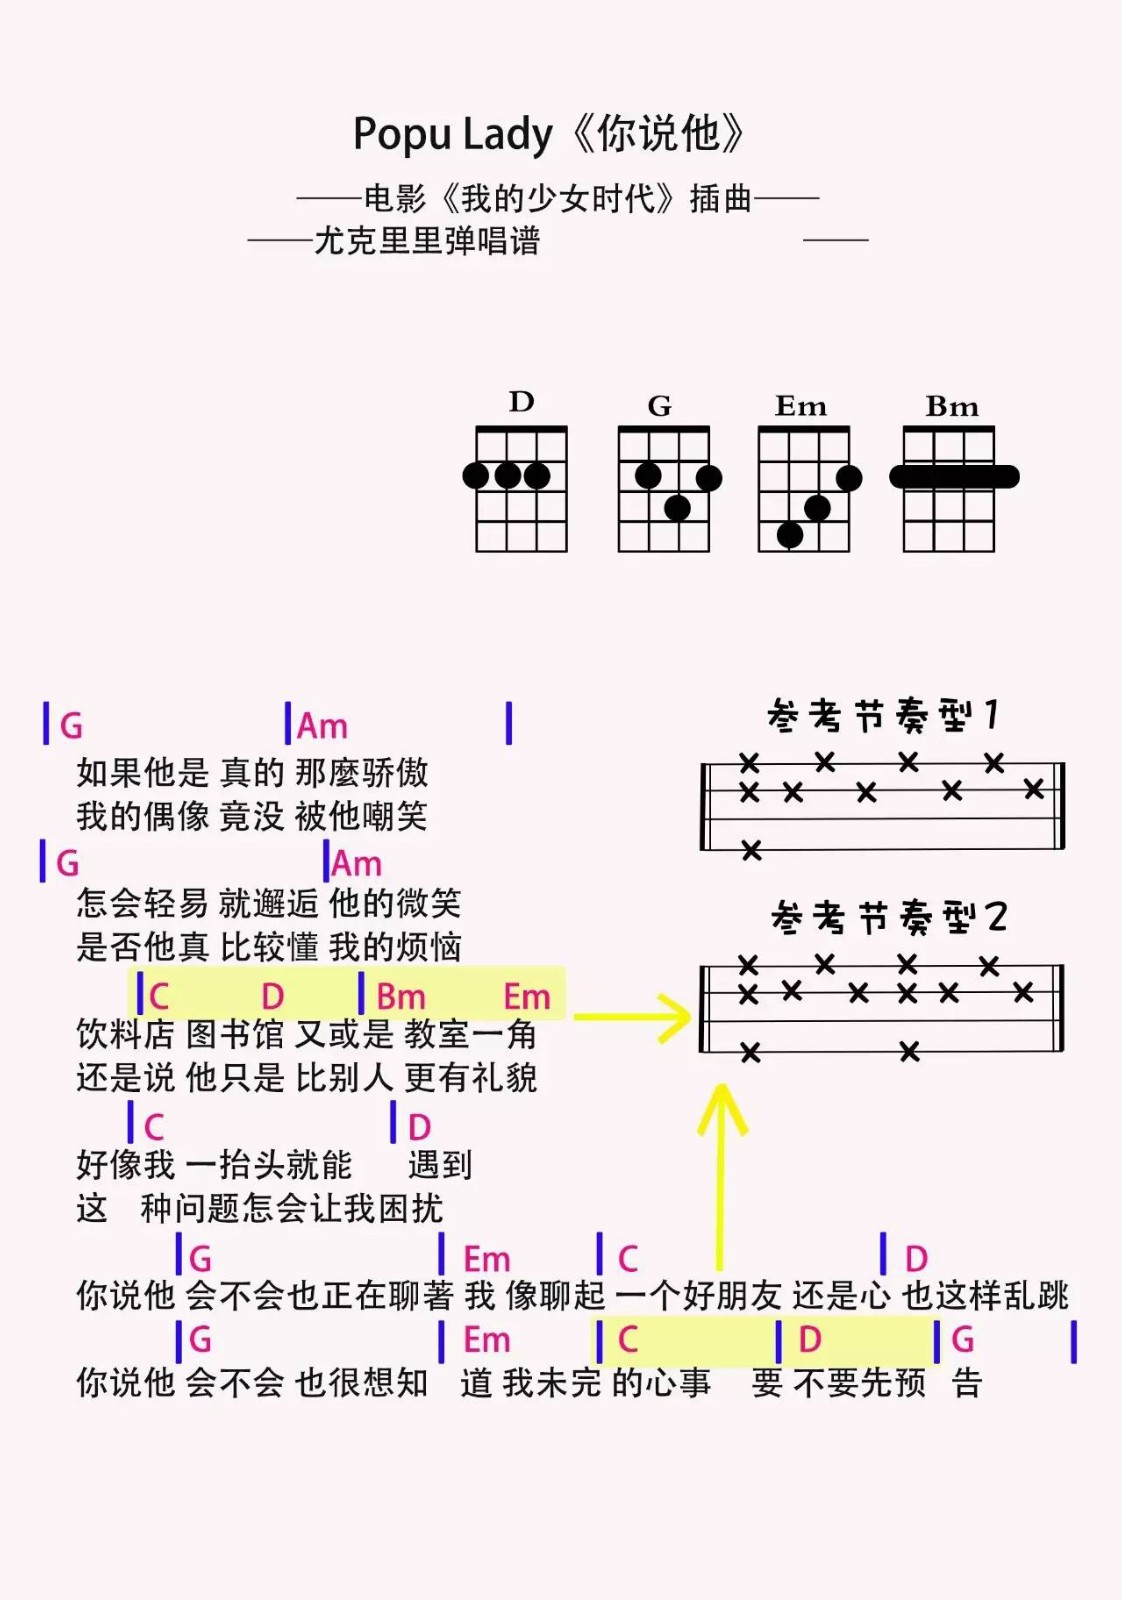 Popu Lady《你说他》
——电影《我的少女时代》插曲——
——尤克里里弹唱谱 ——
D G Em Bm
参考节奏型1
参考节奏型2
G Am
如果他是 真的 那麼骄傲
我的偶像 竟没 被他嘲笑
G Am
怎会轻易 就邂逅 他的微笑
是否他真 比较懂 我的烦恼
C D Bm Em
饮料店 图书馆 又或是 教室一角
还是说 他只是 比别人 更有礼貌
C D
好像我 一抬头就能 遇到
这 种问题怎会让我困扰
G Em C D
你说他 会不会也正在聊著 我 像聊起 一个好朋友 还是心 也这样乱跳
G Em C D G
你说他 会不会 也很想知 道 我未完 的心事 要 不要先预 告